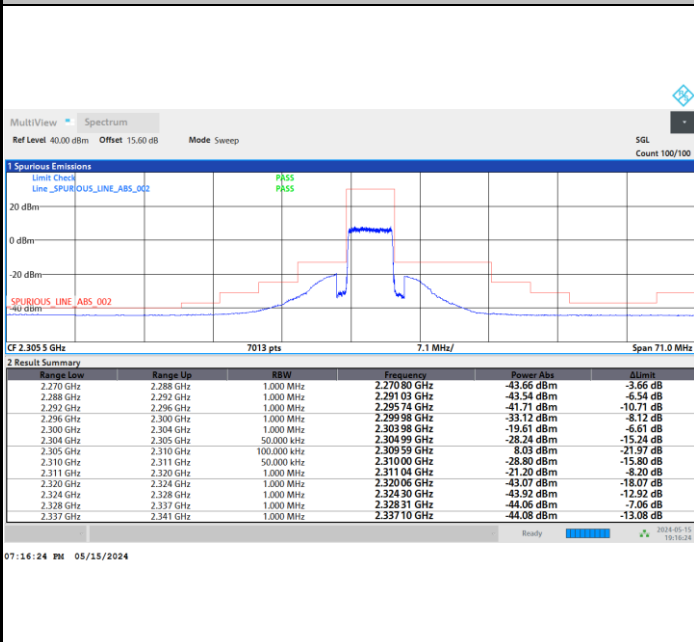 MultiView Spectrum
Ref Level 40.00 dBm Offset 15.60 dB Mode Sweep SGL
Count 100/100
1 Spurious Emissions
Limit Check PASS
Line _SPURIOUS_LINE_ABS_002 PASS
20 dBm
0 dBm
-20 dBm
SPURIOUS_LINE_ABS_002
-40 dBm
CF 2.305 5 GHz 7013 pts 7.1 MHz/ Span 71.0 MHz
2 Result Summary
Range Low Range Up RBW Frequency Power Abs ΔLimit
2.270 GHz 2.288 GHz 1.000 MHz 2.270 80 GHz -43.66 dBm -3.66 dB
2.288 GHz 2.292 GHz 1.000 MHz 2.291 03 GHz -43.54 dBm -6.54 dB
2.292 GHz 2.296 GHz 1.000 MHz 2.295 74 GHz -41.71 dBm -10.71 dB
2.296 GHz 2.300 GHz 1.000 MHz 2.299 98 GHz -33.12 dBm -8.12 dB
2.300 GHz 2.304 GHz 1.000 MHz 2.303 98 GHz -19.61 dBm -6.61 dB
2.304 GHz 2.305 GHz 50.000 kHz 2.304 99 GHz -28.24 dBm -15.24 dB
2.305 GHz 2.310 GHz 100.000 kHz 2.309 59 GHz 8.03 dBm -21.97 dB
2.310 GHz 2.311 GHz 50.000 kHz 2.310 00 GHz -28.80 dBm -15.80 dB
2.311 GHz 2.320 GHz 1.000 MHz 2.311 04 GHz -21.20 dBm -8.20 dB
2.320 GHz 2.324 GHz 1.000 MHz 2.320 06 GHz -43.07 dBm -18.07 dB
2.324 GHz 2.328 GHz 1.000 MHz 2.324 30 GHz -43.92 dBm -12.92 dB
2.328 GHz 2.337 GHz 1.000 MHz 2.328 31 GHz -44.06 dBm -7.06 dB
2.337 GHz 2.341 GHz 1.000 MHz 2.337 10 GHz -44.08 dBm -13.08 dB
Ready 2024-05-15
19:16:24
07:16:24 PM 05/15/2024